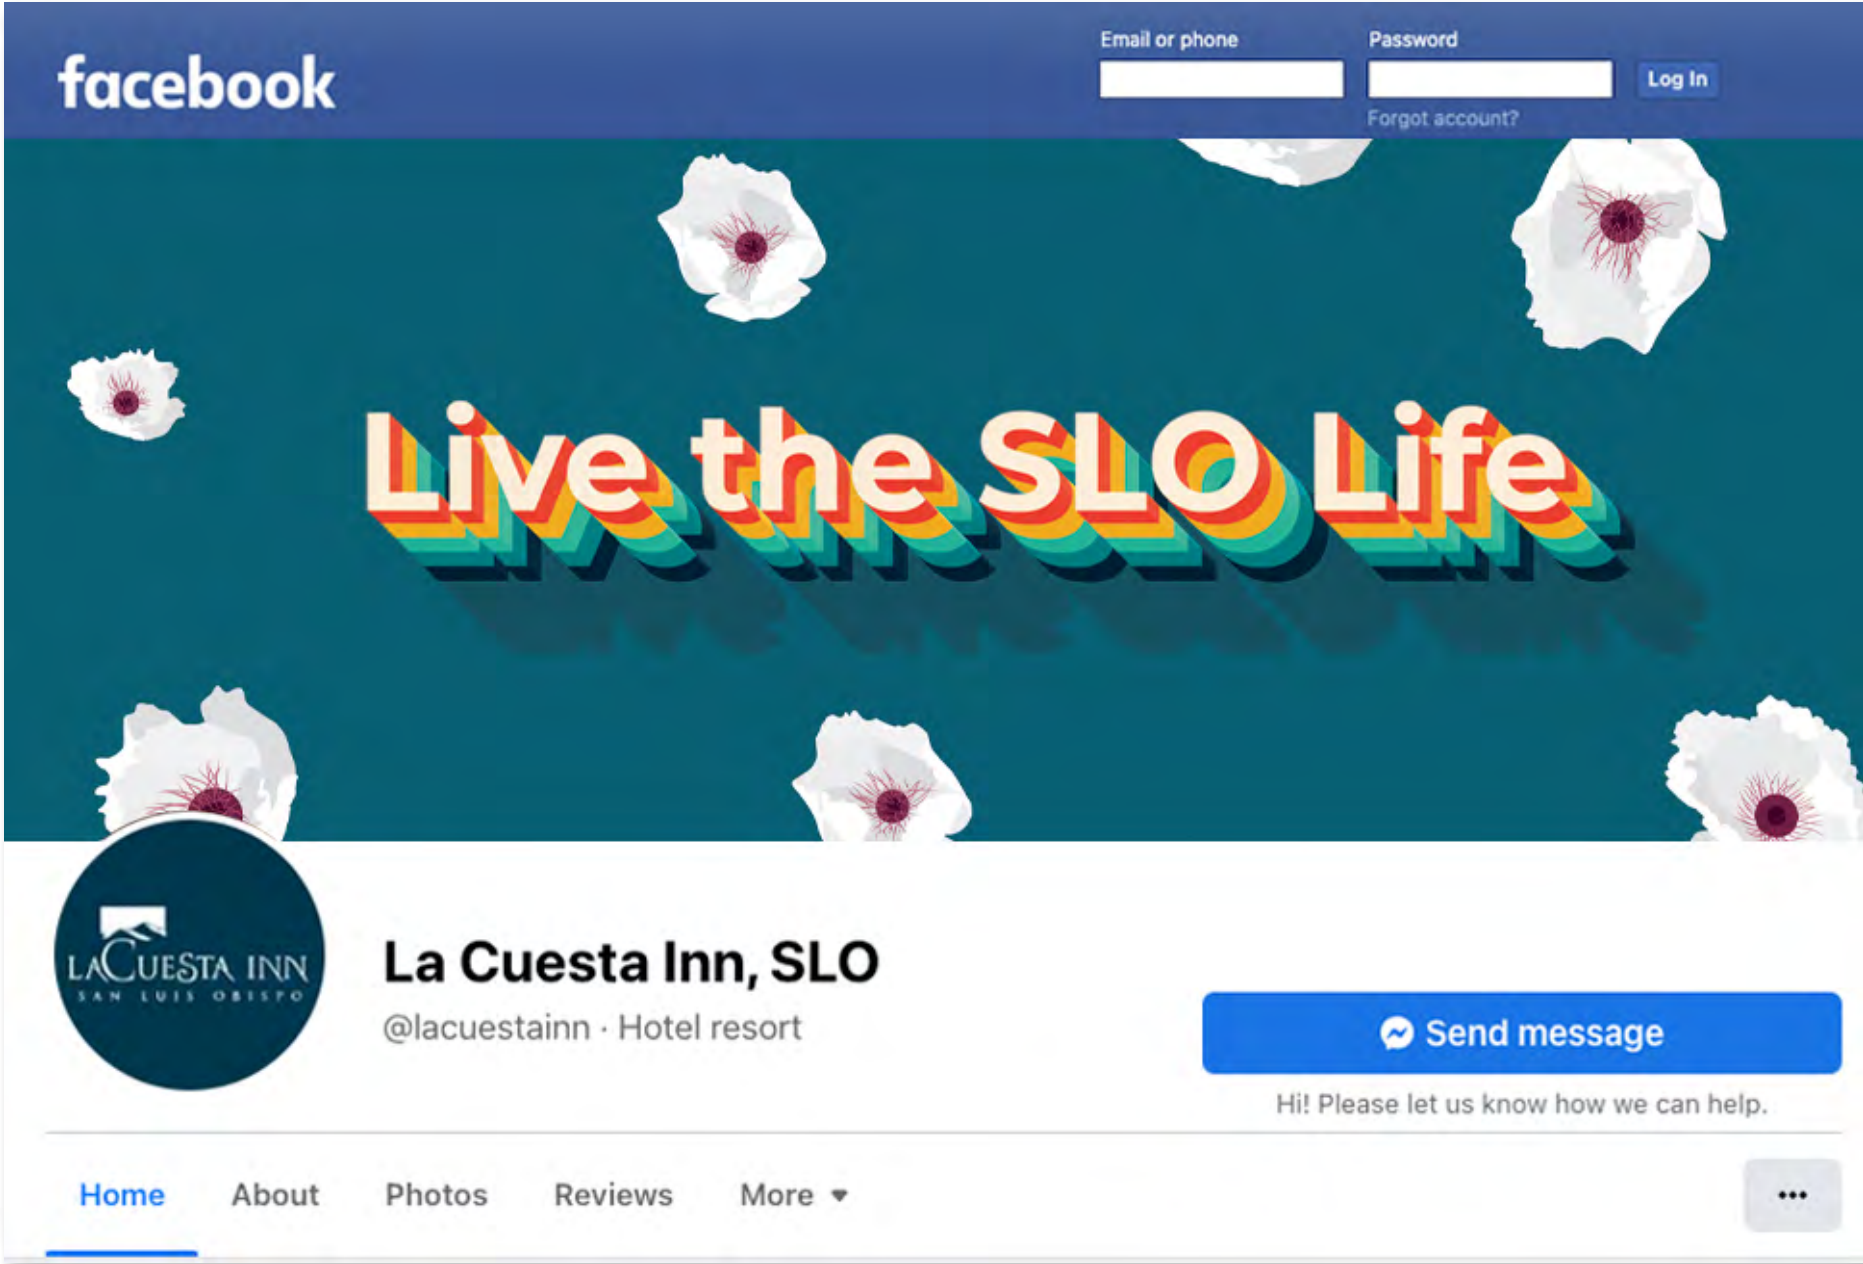 facebook
Email or phone
Password
Log In
Forgot account?
Live the SLO Life
LACUESTA INN
SAN LUIS OBISPO
La Cuesta Inn, SLO
@lacuestainn · Hotel resort
Send message
Hi! Please let us know how we can help.
Home About Photos Reviews More